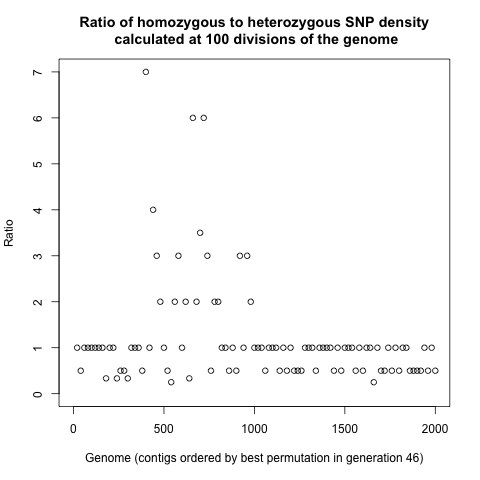 Ratio of homozygous to heterozygous SNP density
calculated at 100 divisions of the genome
Ratio
7
6
5
4
3
2
1
0
0 500 1000 1500 2000
Genome (contigs ordered by best permutation in generation 46)